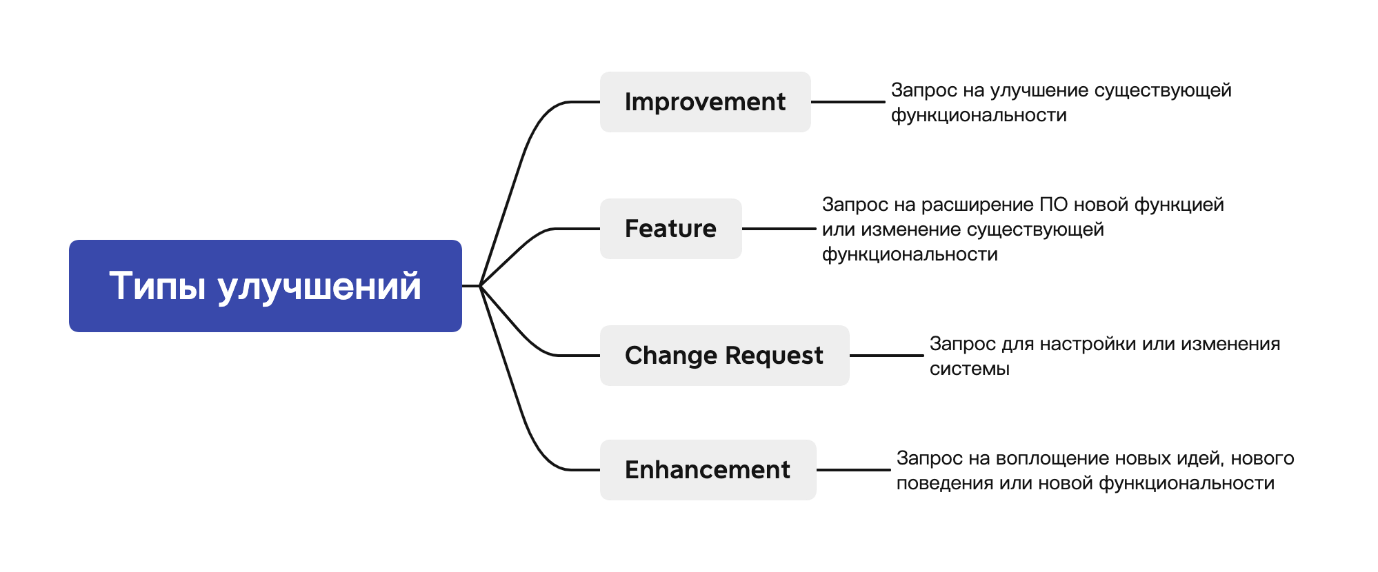 Типы улучшений
Improvement
Запрос на улучшение существующей
функциональности
Feature
Запрос на расширение ПО новой функцией
или изменение существующей
функциональности
Change Request
Запрос для настройки или изменения
системы
Enhancement
Запрос на воплощение новых идей, нового
поведения или новой функциональности